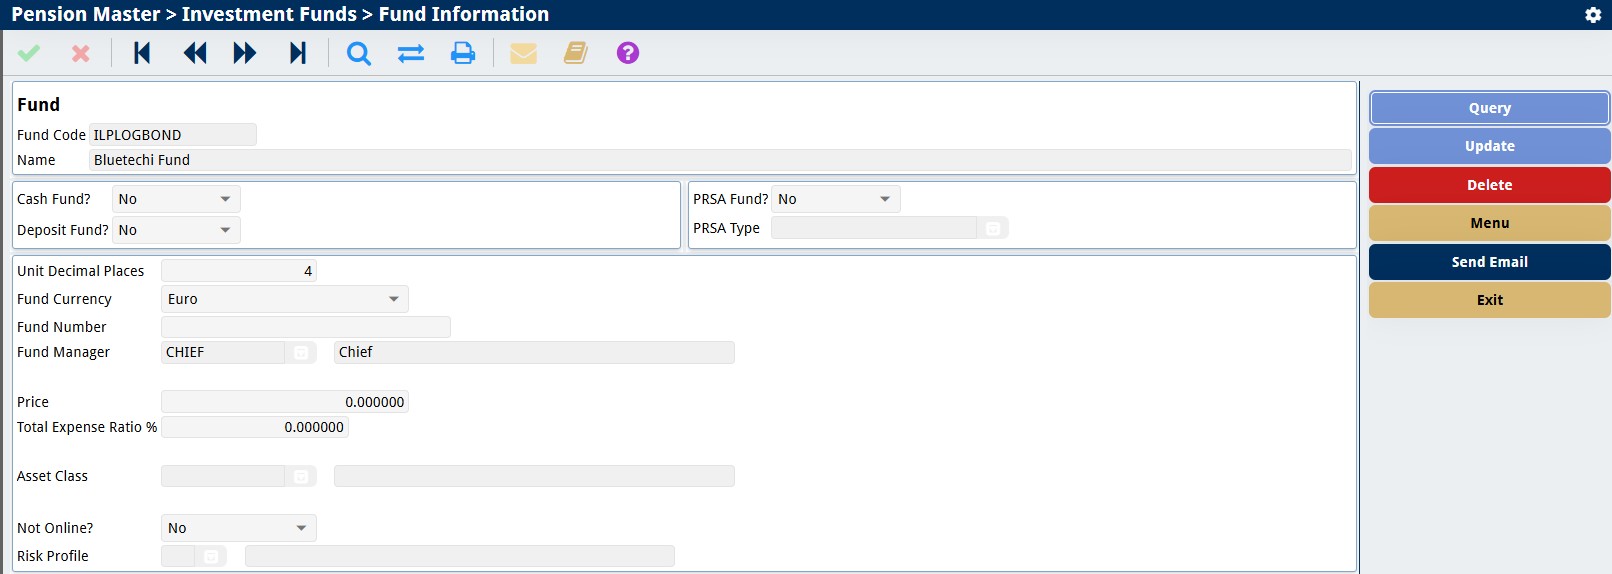 Pension Master > Investment Funds > Fund Information
?
Fund
Fund Code ILPLOGBOND
Name Bluetechi Fund
Cash Fund? No
Deposit Fund? No
PRSA Fund? No
PRSA Type
Unit Decimal Places 4
Fund Currency Euro
Fund Number
Fund Manager CHIEF Chief
Price 0.000000
Total Expense Ratio % 0.000000
Asset Class
Not Online? No
Risk Profile
Query
Update
Delete
Menu
Send Email
Exit